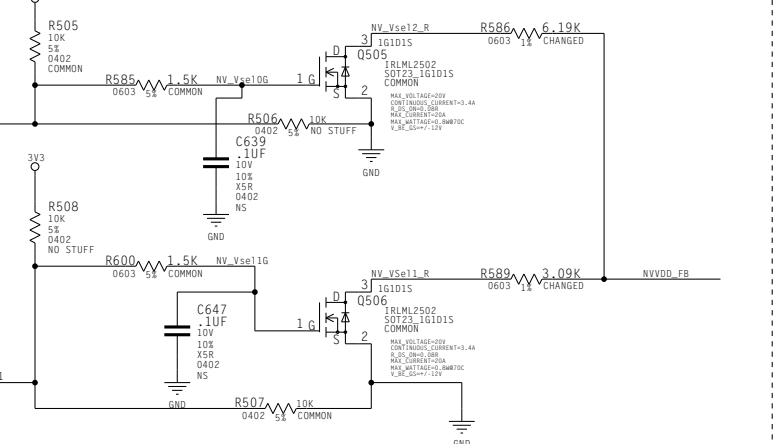 R505
10K
5%
0402
COMMON
R585 1.5K NV_Vsel0G
0603 5% COMMON
1 G
D
3
S
2
NV_Vsel2_R
1G1D1S
Q505
IRLML2502
SOT23_1G1D1S
COMMON
MAX_VOLTAGE=20V
CONTINUOUS_CURRENT=3.4A
R_DS_ON=0.08R
MAX_CURRENT=20A
MAX_WATTAGE=0.8W@70C
V_BE_GS=+/-12V
R586 6.19K
0603 1% CHANGED
R506 10K
0402 5% NO STUFF
GND
C639
.1UF
10V
10%
X5R
0402
NS
GND
3V3
R508
10K
5%
0402
NO STUFF
R600 1.5K NV_Vsel1G
0603 5% COMMON
C647
.1UF
10V
10%
X5R
0402
NS
GND
1 G
D
3
S
2
NV_VSel1_R
1G1D1S
Q506
IRLML2502
SOT23_1G1D1S
COMMON
MAX_VOLTAGE=20V
CONTINUOUS_CURRENT=3.4A
R_DS_ON=0.08R
MAX_CURRENT=20A
MAX_WATTAGE=0.8W@70C
V_BE_GS=+/-12V
R589 3.09K NVVDD_FB
0603 1% CHANGED
R507 10K
0402 5% COMMON
GND